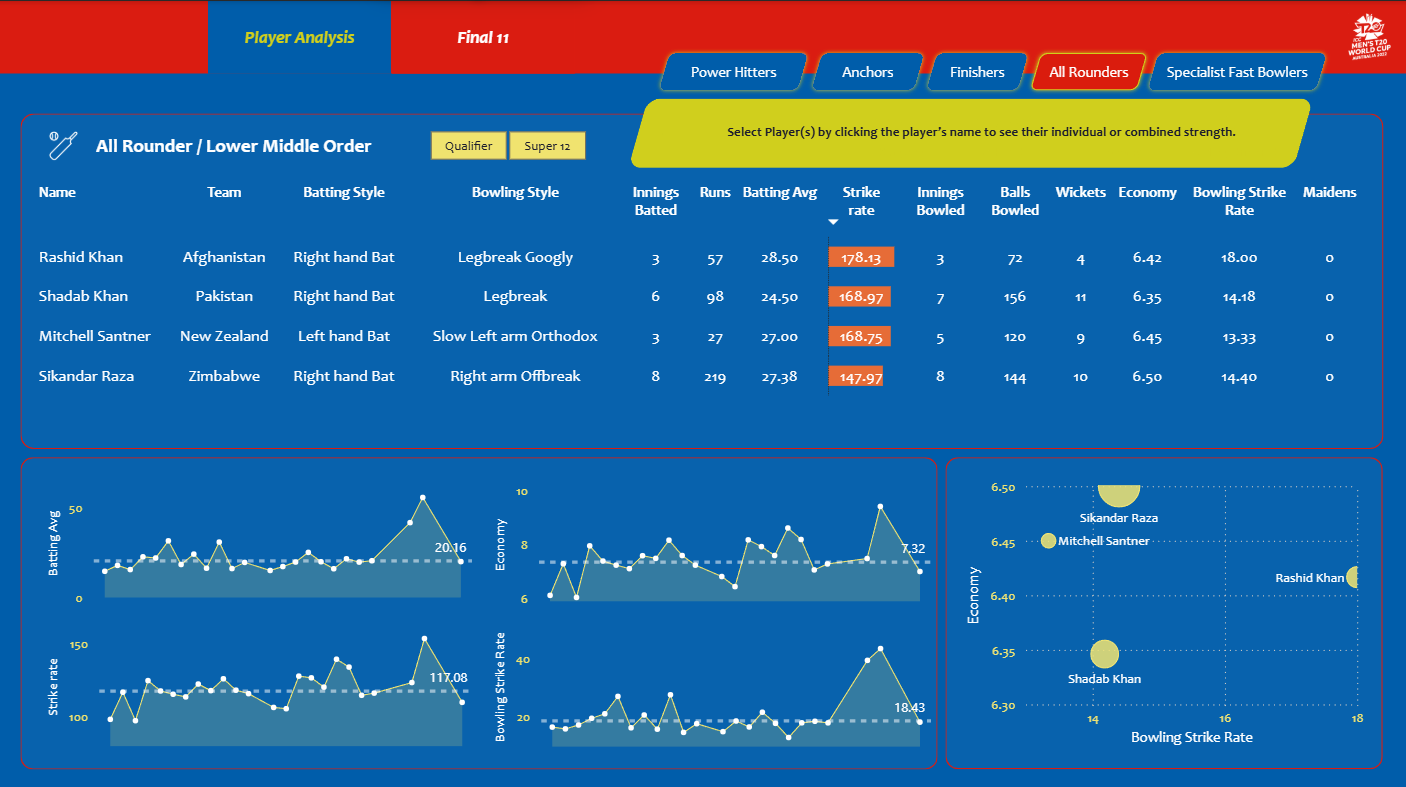 Player Analysis
Final 11
ICC
MEN'S T20
WORLD CUP
AUSTRALIA 2022
Power Hitters
Anchors
Finishers
All Rounders
Specialist Fast Bowlers
Select Player(s) by clicking the player's name to see their individual or combined strength.
All Rounder / Lower Middle Order
Qualifier
Super 12
Name Team Batting Style Bowling Style Innings Batted Runs Batting Avg Strike rate Innings Bowled Balls Bowled Wickets Economy Bowling Strike Rate Maidens
Rashid Khan Afghanistan Right hand Bat Legbreak Googly 3 57 28.50 178.13 3 72 4 6.42 18.00 0
Shadab Khan Pakistan Right hand Bat Legbreak 6 98 24.50 168.97 7 156 11 6.35 14.18 0
Mitchell Santner New Zealand Left hand Bat Slow Left arm Orthodox 3 27 27.00 168.75 5 120 9 6.45 13.33 0
Sikandar Raza Zimbabwe Right hand Bat Right arm Offbreak 8 219 27.38 147.97 8 144 10 6.50 14.40 0
Batting Avg
50
0
20.16
Economy
10
8
6
7.32
Strike rate
150
100
117.08
Bowling Strike Rate
40
20
18.43
Economy
6.50
6.45
6.40
6.35
6.30
Sikandar Raza
Mitchell Santner
Rashid Khan
Shadab Khan
14 16 18
Bowling Strike Rate